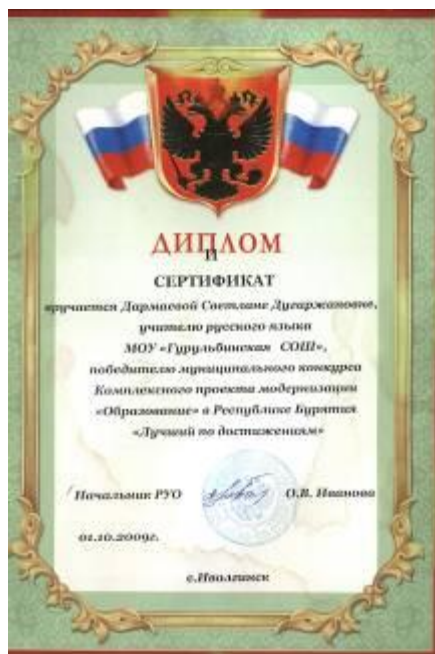 ДИПЛОМ
и
СЕРТИФИКАТ
вручается Дармаевой Светлане Дугаржаповне,
учителю русского языка
МОУ «Гурульбинская СОШ»,
победителю муниципального конкурса
Комплексного проекта модернизации
«Образование» в Республике Бурятия
«Лучший по достижениям»
Начальник РУО О.В. Иванова
01.10.2009г.
с.Иволгинск